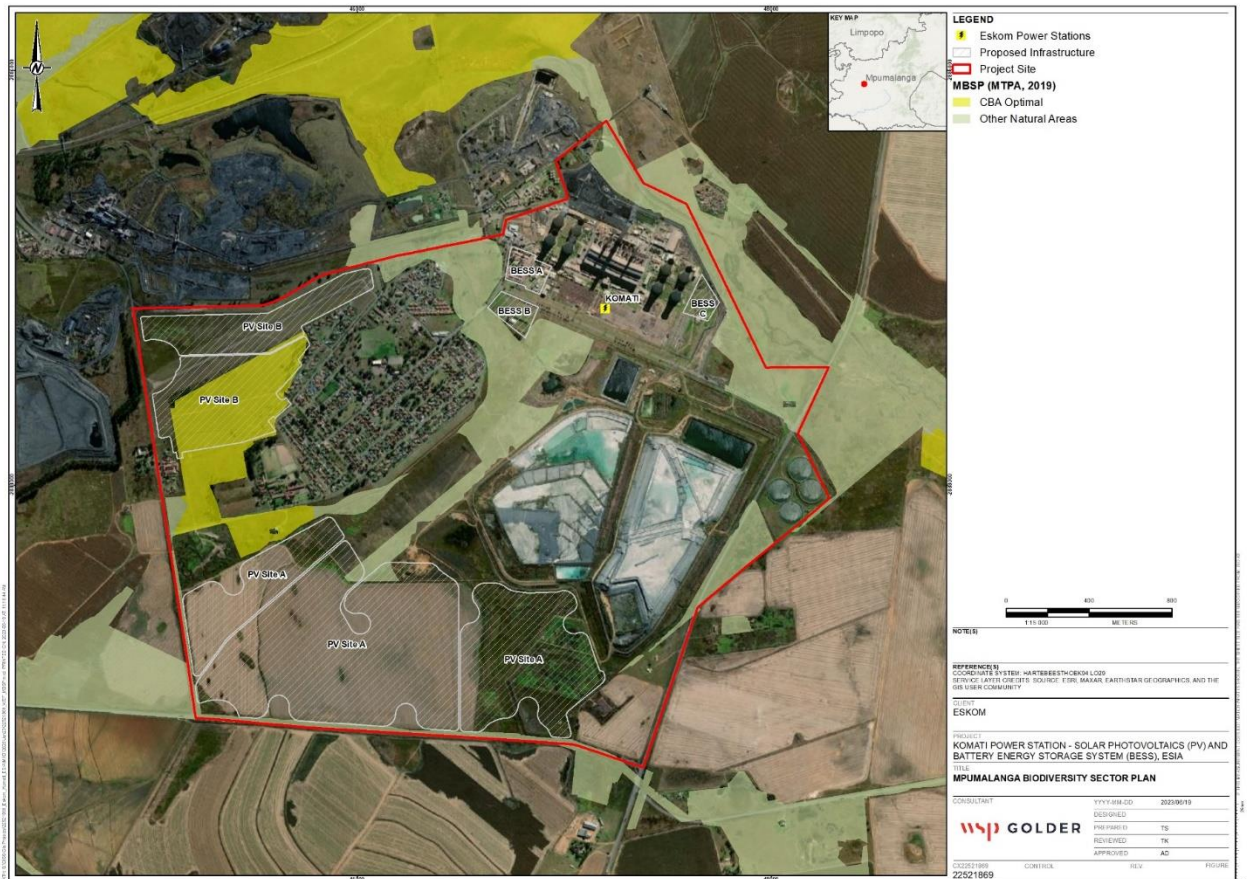 KEY MAP
Limpopo
Mpumalanga
BESS A
BESS B
KOMATI
BESS
C
PV Site B
PV Site B
PV Site A
PV Site A
PV Site A
LEGEND
Eskom Power Stations
Proposed Infrastructure
Project Site
MBSP (MTPA, 2019)
CBA Optimal
Other Natural Areas
0 400 800
1:15 000 METERS
NOTE(S)
REFERENCE(S)
COORDINATE SYSTEM: HARTEBEESTHOEK94 LO29
SERVICE LAYER CREDITS: SOURCE: ESRI, MAXAR, EARTHSTAR GEOGRAPHICS, AND THE
GIS USER COMMUNITY
CLIENT
ESKOM
PROJECT
KOMATI POWER STATION - SOLAR PHOTOVOLTAICS (PV) AND
BATTERY ENERGY STORAGE SYSTEM (BESS), ESIA
TITLE
MPUMALANGA BIODIVERSITY SECTOR PLAN
CONSULTANT YYYY-MM-DD
DESIGNED
wsp GOLDER
PREPARED TS
REVIEWED TK
APPROVED AD
CONTROL REV FIGURE
22521869